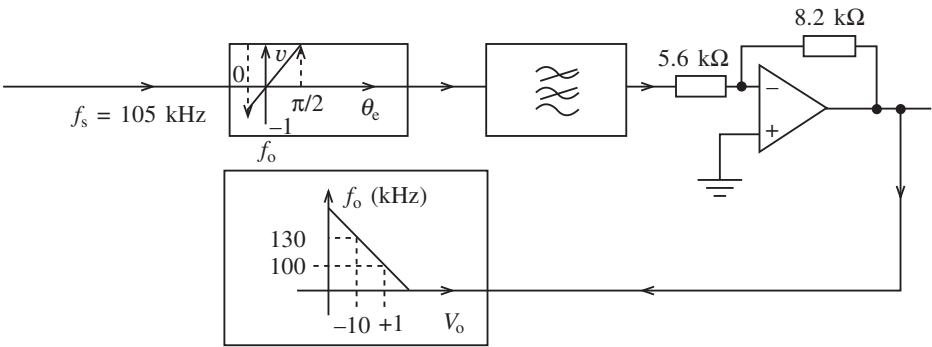 8.2 kΩ
5.6 kΩ
0
v
π/2
θe
−1
fs = 105 kHz
fo
−
+
fo (kHz)
130
100
−10 +1
Vo